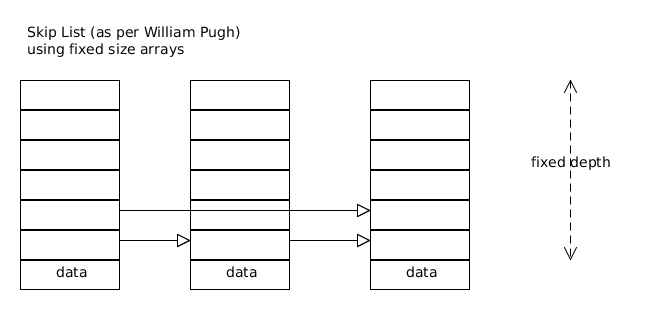 Skip List (as per William Pugh)
using fixed size arrays
fixed depth
data
data
data